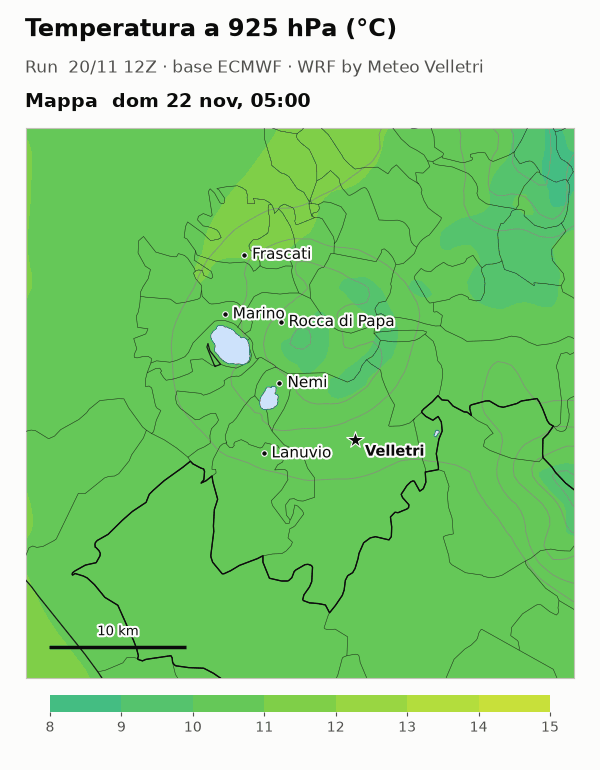 Temperatura a 925 hPa (°C)
Run  20/11 12Z · base ECMWF · WRF by Meteo Velletri
Mappa  dom 22 nov, 05:00
Frascati
Marino
Rocca di Papa
Nemi
Velletri
Lanuvio
10 km
8 9 10 11 12 13 14 15